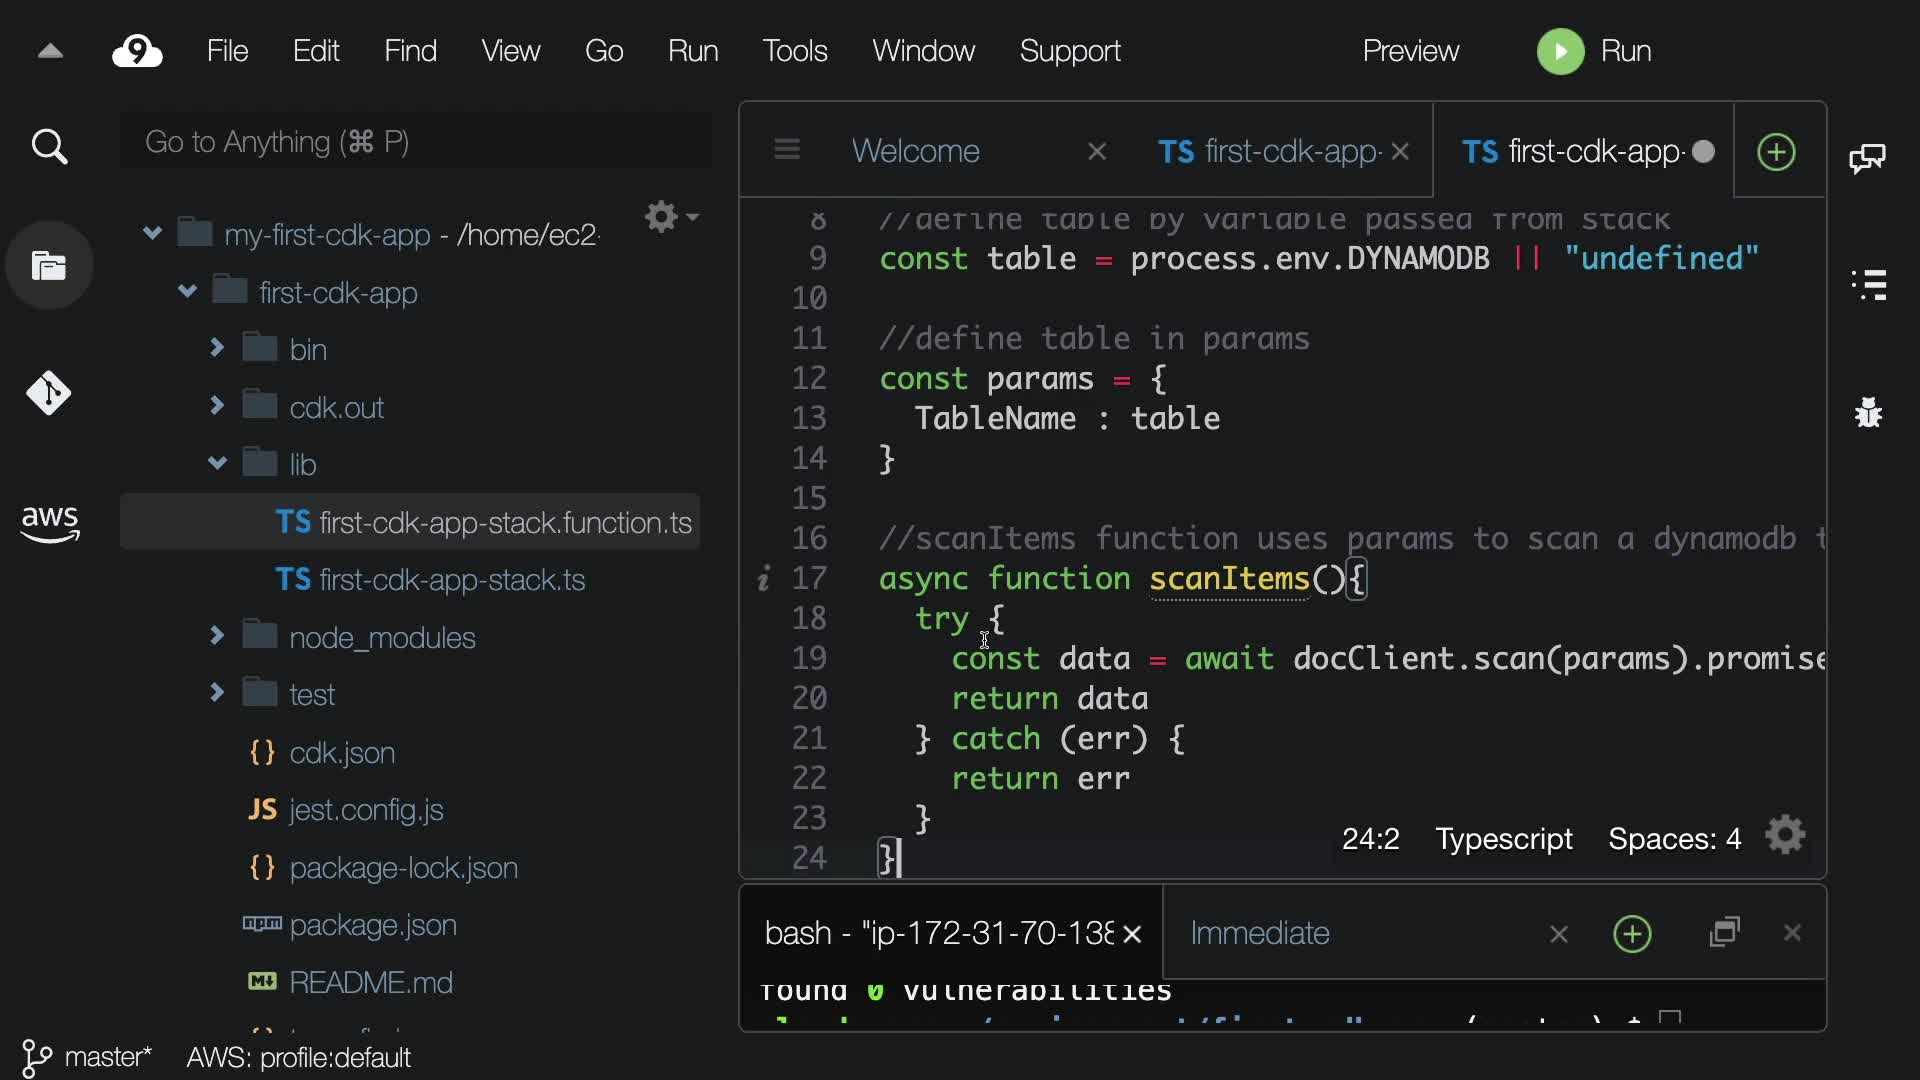 9 File Edit Find View Go Run Tools Window Support Preview Run
Go to Anything (⌘ P)
Welcome TS first-cdk-app- TS first-cdk-app-
my-first-cdk-app - /home/ec2-
first-cdk-app
bin
cdk.out
lib
TS first-cdk-app-stack.function.ts
TS first-cdk-app-stack.ts
node_modules
test
{} cdk.json
JS jest.config.js
{} package-lock.json
package.json
README.md
aws
8 //define table by variable passed from stack
9 const table = process.env.DYNAMODB || "undefined"
10
11 //define table in params
12 const params = {
13 TableName : table
14 }
15
16 //scanItems function uses params to scan a dynamodb t
i 17 async function scanItems(){
18 try {
19 const data = await docClient.scan(params).promise
20 return data
21 } catch (err) {
22 return err
23 }
24 }
24:2 Typescript Spaces: 4
bash - "ip-172-31-70-138 Immediate
found 0 vulnerabilities
master* AWS: profile:default